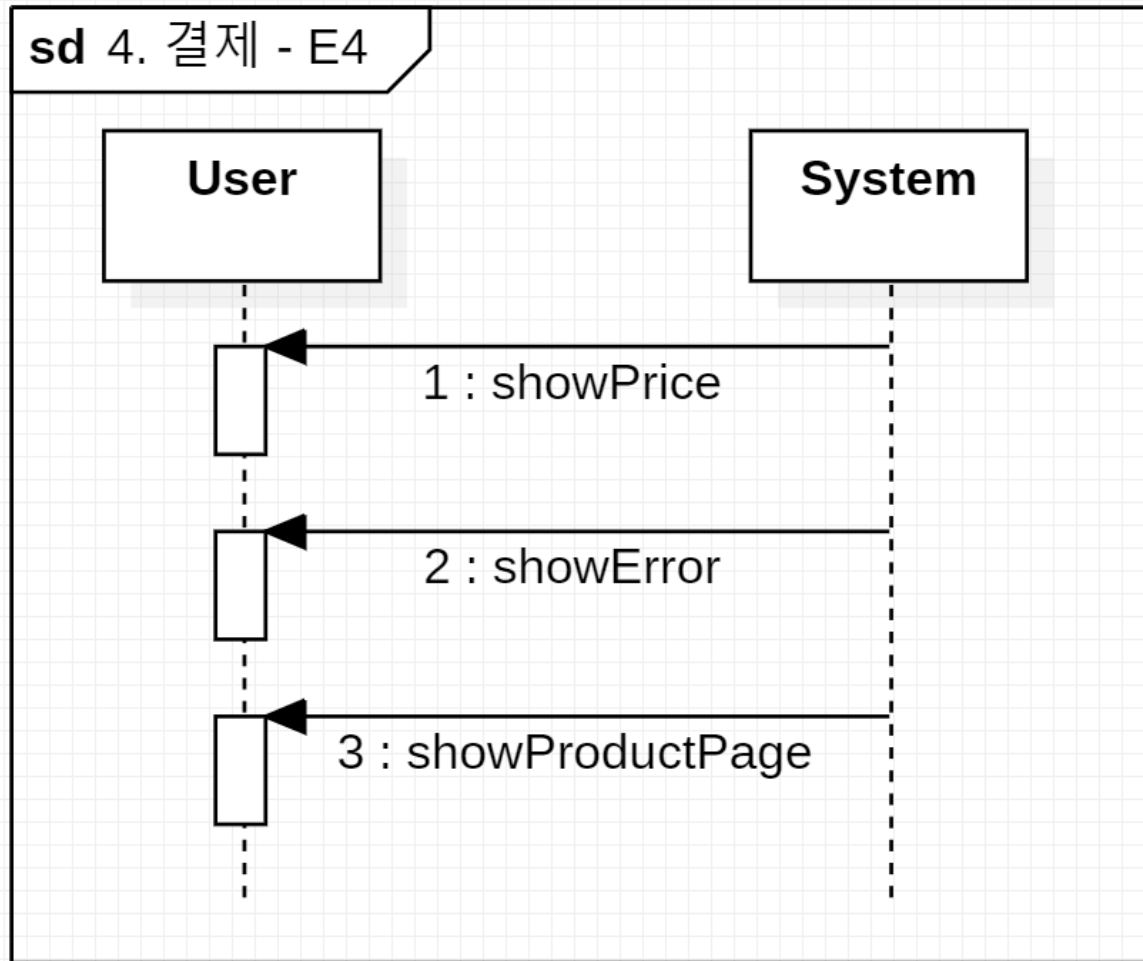 sd 4. 결제 - E4
User
System
1 : showPrice
2 : showError
3 : showProductPage